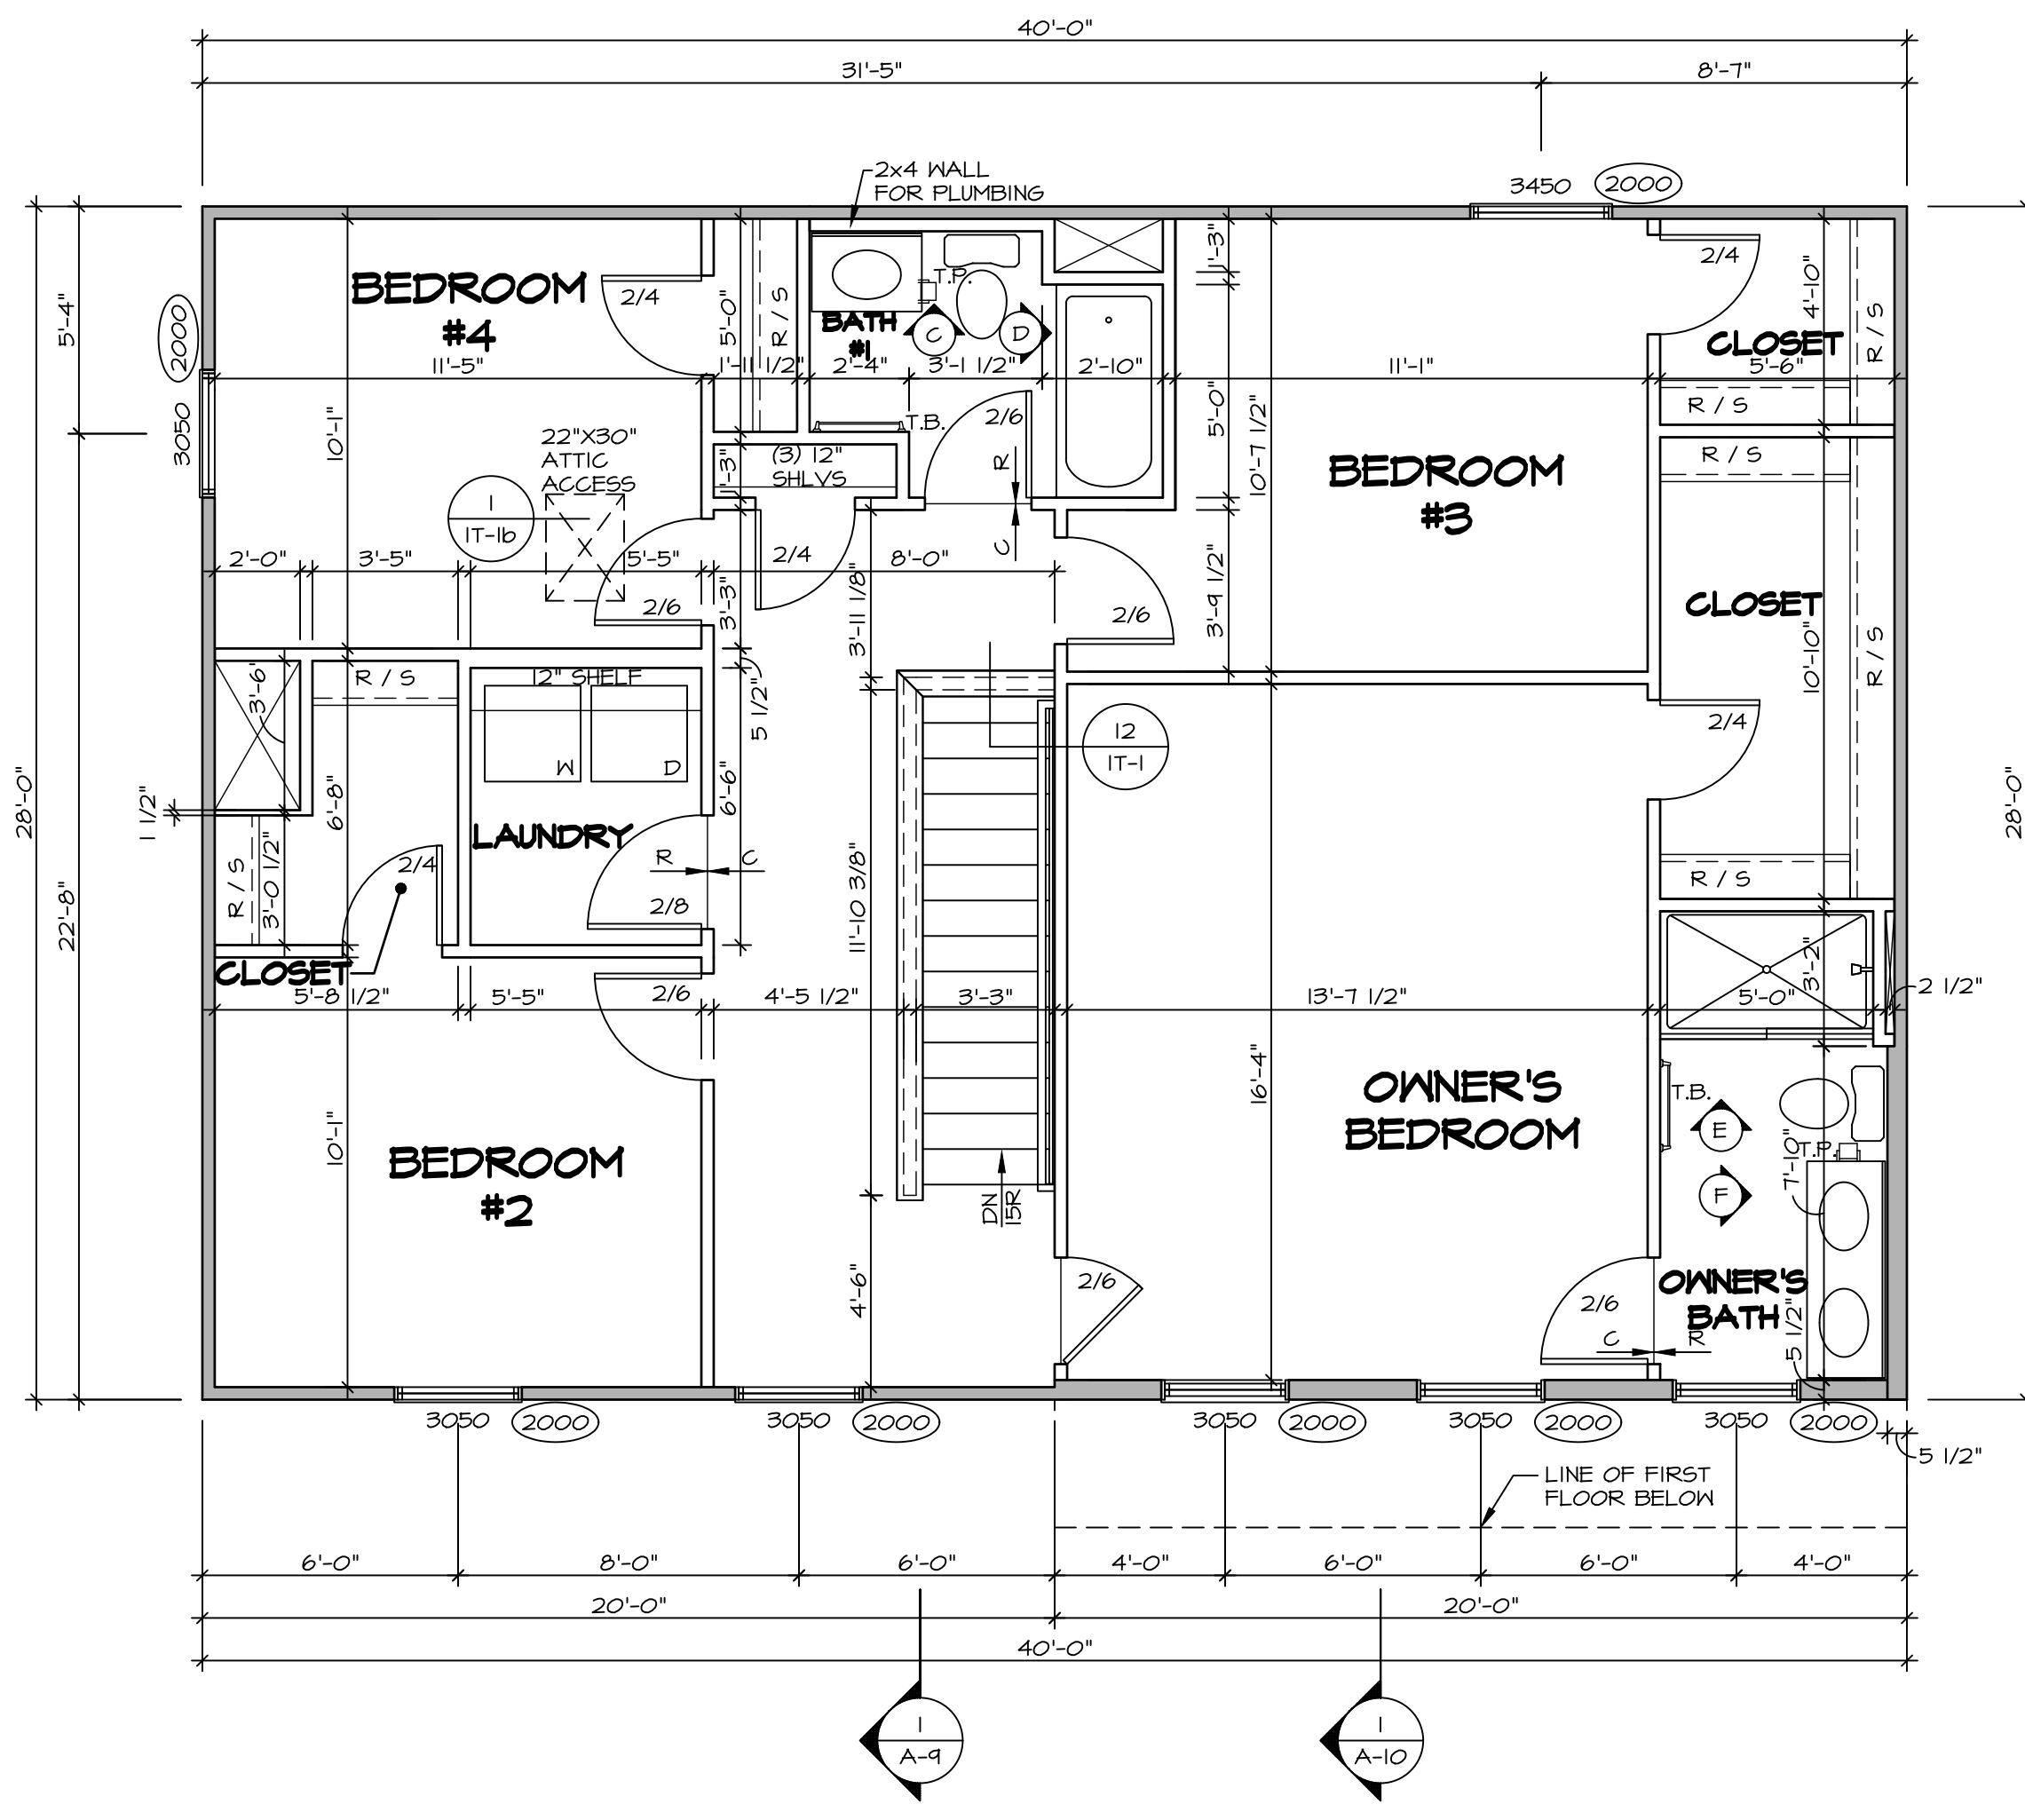 40'-0"
31'-5"
8'-7"
2x4 WALL
FOR PLUMBING
3450
2000
BEDROOM
#4
2/4
5'-4"
2000
3050
5'-0"
R / S
T.P.
BATH
#1
C
D
1'-3"
2/4
4'-10"
CLOSET
R / S
11'-5"
1'-11 1/2"
2'-4"
3'-1 1/2"
2'-10"
11'-1"
5'-6"
10'-1"
22"X30"
ATTIC
ACCESS
T.B.
2/6
5'-0"
10'-7 1/2"
R / S
1'-3"
(3) 12"
SHLVS
R
C
BEDROOM
#3
R / S
1
1T-1b
X
2'-0"
3'-5"
5'-5"
2/4
8'-0"
2/6
3'-3"
3'-11 1/8"
2/6
3'-9 1/2"
CLOSET
10'-10"
R / S
3'-6"
R / S
12" SHELF
5 1/2"
12
1T-1
2/4
W
D
28'-0"
1 1/2"
6'-8"
6'-6"
28'-0"
LAUNDRY
R
C
2/4
R / S
3'-0 1/2"
2/8
11'-10 3/8"
R / S
22'-8"
CLOSET
5'-8 1/2"
5'-5"
2/6
4'-5 1/2"
3'-3"
13'-7 1/2"
5'-0"
3'-2"
2 1/2"
10'-1"
BEDROOM
#2
16'-4"
OWNER'S
BEDROOM
T.B.
E
F
T.P.
7'-10"
DN
15R
4'-6"
2/6
2/6
C
R
OWNER'S
BATH
5 1/2"
3050
2000
3050
2000
3050
2000
3050
2000
3050
2000
5 1/2"
LINE OF FIRST
FLOOR BELOW
6'-0"
8'-0"
6'-0"
4'-0"
6'-0"
6'-0"
4'-0"
20'-0"
20'-0"
40'-0"
1
A-9
1
A-10